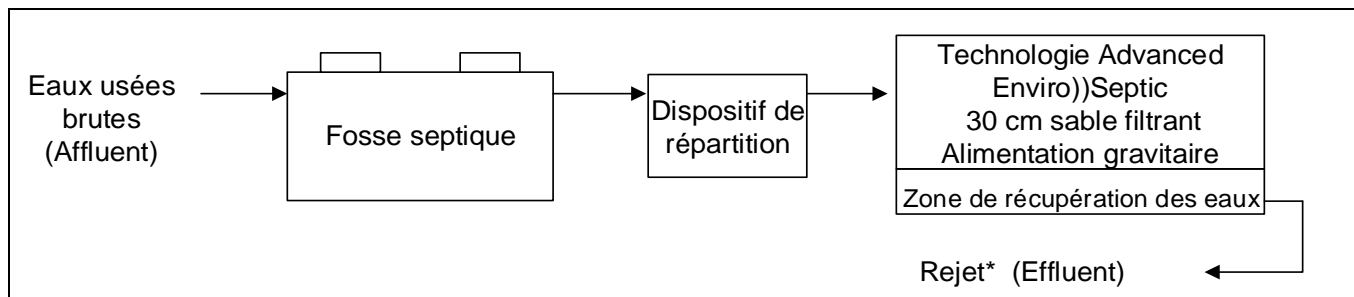 Eaux usées
brutes
(Affluent)
Fosse septique
Dispositif de
répartition
Technologie Advanced
Enviro))Septic
30 cm sable filtrant
Alimentation gravitaire
Zone de récupération des eaux
Rejet* (Effluent)